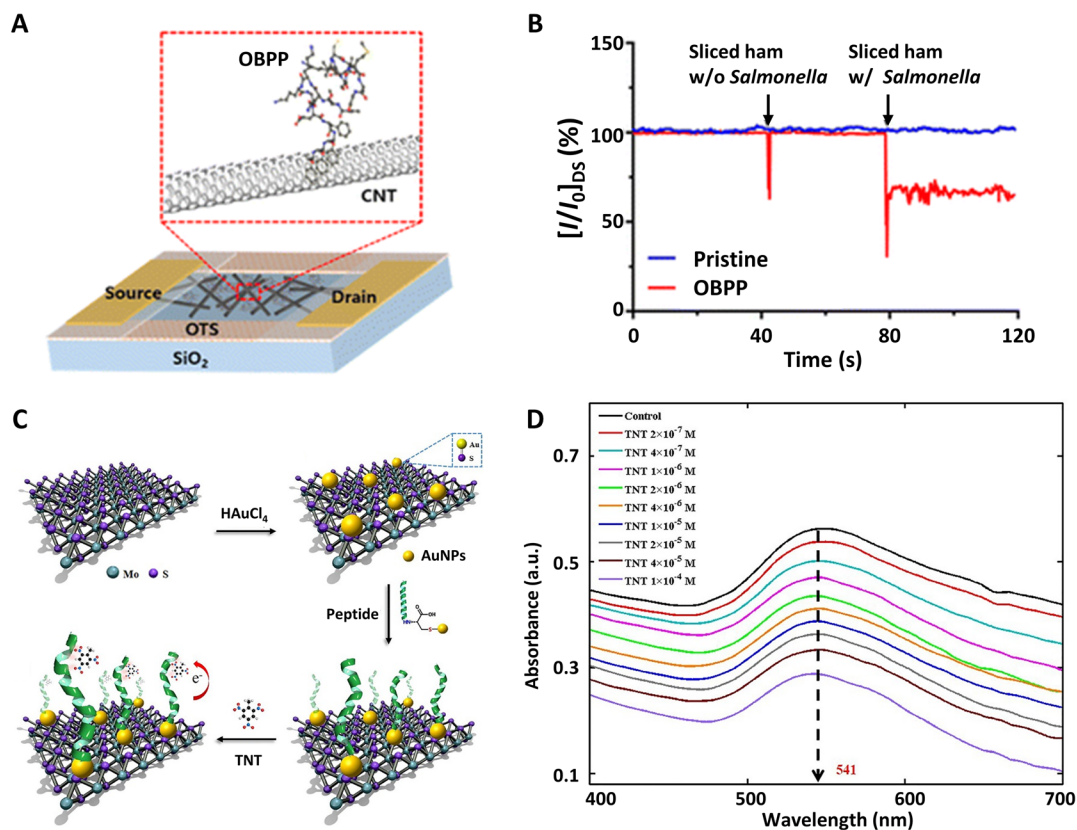 A
OBPP
CNT
Source
Drain
OTS
SiO2
B
Sliced ham
w/o Salmonella
Sliced ham
w/ Salmonella
150
100
50
0
[I/I0]DS (%)
Pristine
OBPP
0
40
80
120
Time (s)
C
Au
S
HAuCl4
AuNPs
Mo
S
Peptide
OH
O
HN
S
e-
TNT
D
Control
TNT 2×10-7 M
TNT 4×10-7 M
TNT 1×10-6 M
TNT 2×10-6 M
TNT 4×10-6 M
TNT 1×10-5 M
TNT 2×10-5 M
TNT 4×10-5 M
TNT 1×10-4 M
0.7
0.5
0.3
0.1
Absorbance (a.u.)
541
400
500
600
700
Wavelength (nm)